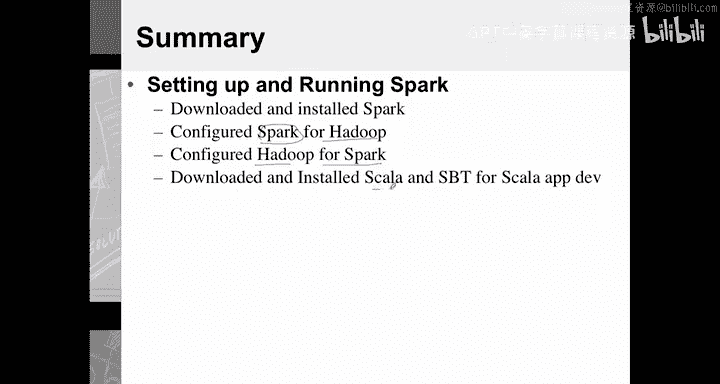 Summary
• Setting up and Running Spark
– Downloaded and installed Spark
– Configured Spark for Hadoop
– Configured Hadoop for Spark
– Downloaded and Installed Scala and SBT for Scala app dev
bilibili